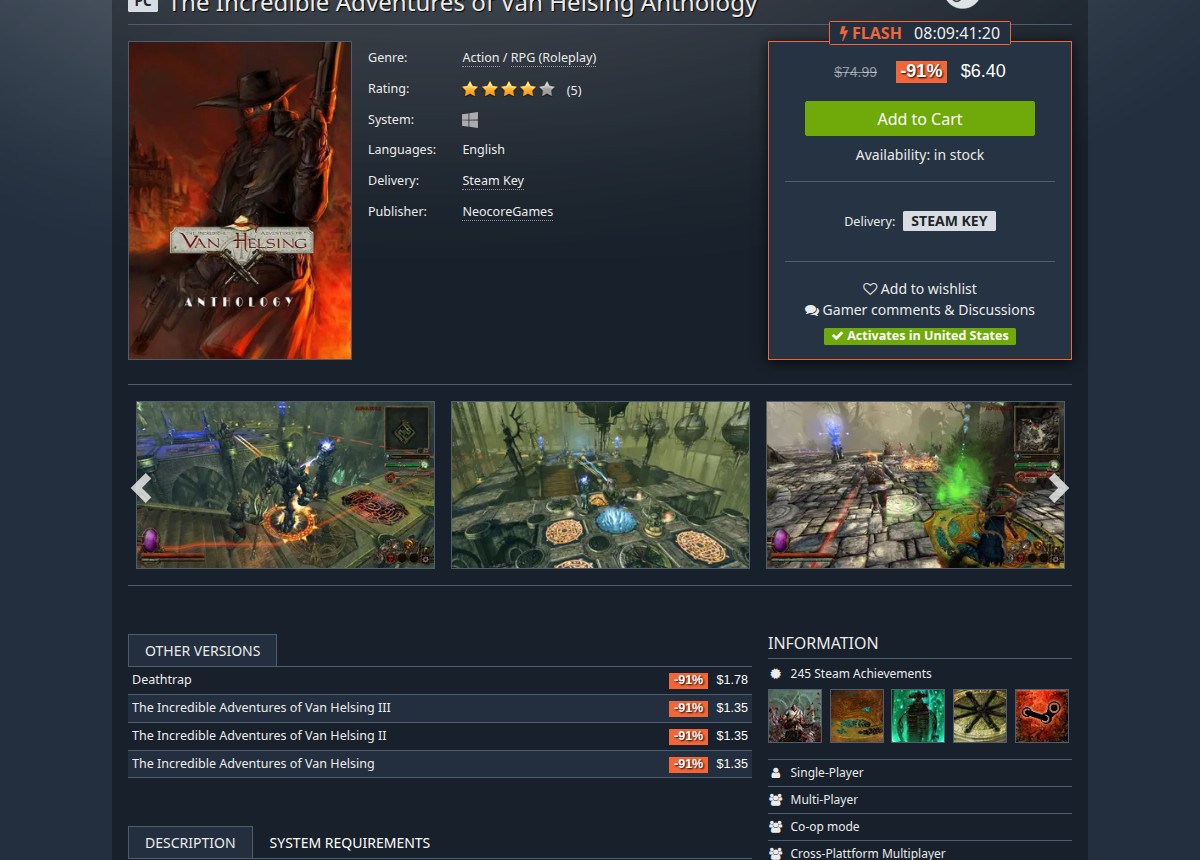 PC The Incredible Adventures of Van Helsing Anthology
FLASH 08:09:41:20
$74.99 -91% $6.40
Add to Cart
Availability: in stock
Delivery: STEAM KEY
Add to wishlist
Gamer comments & Discussions
Activates in United States
Genre: Action / RPG (Roleplay)
Rating: (5)
System:
Languages: English
Delivery: Steam Key
Publisher: NeocoreGames
THE INCREDIBLE ADVENTURES OF
VAN HELSING
ANTHOLOGY
OTHER VERSIONS
Deathtrap -91% $1.78
The Incredible Adventures of Van Helsing III -91% $1.35
The Incredible Adventures of Van Helsing II -91% $1.35
The Incredible Adventures of Van Helsing -91% $1.35
DESCRIPTION SYSTEM REQUIREMENTS
INFORMATION
245 Steam Achievements
Single-Player
Multi-Player
Co-op mode
Cross-Plattform Multiplayer